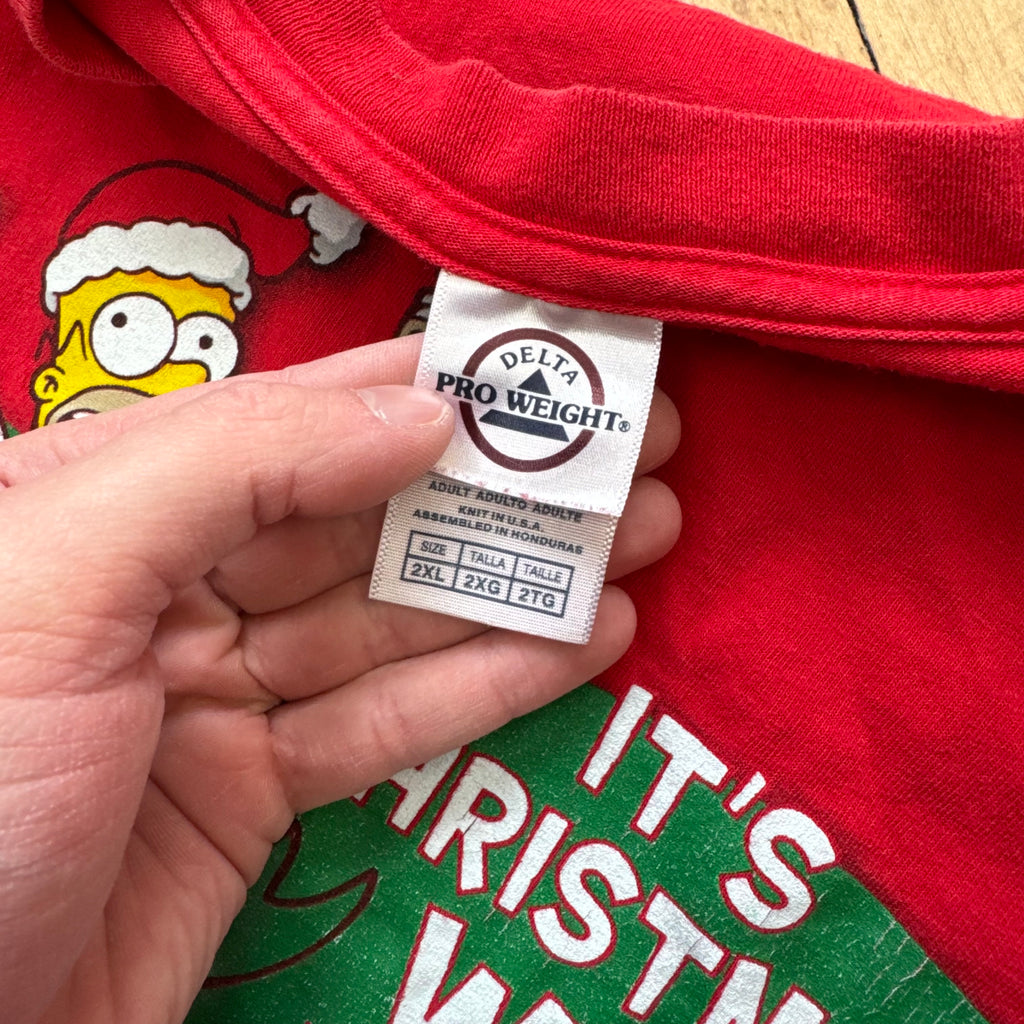 DELTA
PRO WEIGHT®
ADULT ADULTO ADULTE
KNIT IN U.S.A.
ASSEMBLED IN HONDURAS
SIZE TALLA TAILLE
2XL 2XG 2TG
IT'S